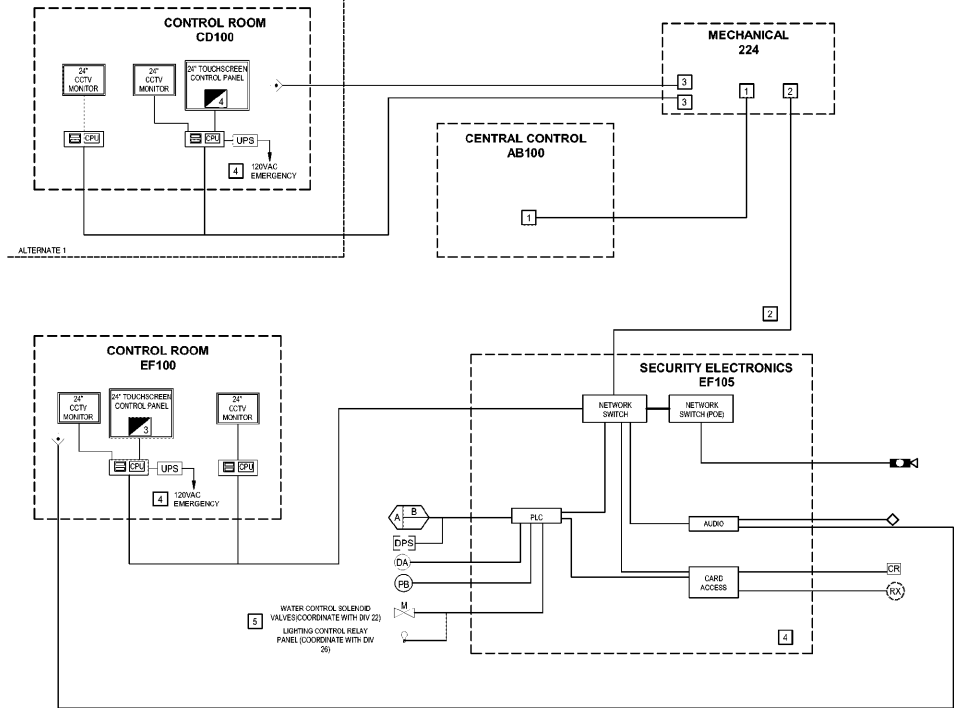 CONTROL ROOM
CD100
24"
CCTV
MONITOR
24"
CCTV
MONITOR
24" TOUCHSCREEN
CONTROL PANEL
4
CPU
CPU
UPS
4
120VAC
EMERGENCY
ALTERNATE 1
MECHANICAL
224
3
3
1
2
CENTRAL CONTROL
AB100
1
2
CONTROL ROOM
EF100
24"
CCTV
MONITOR
24" TOUCHSCREEN
CONTROL PANEL
3
24"
CCTV
MONITOR
CPU
UPS
CPU
4
120VAC
EMERGENCY
SECURITY ELECTRONICS
EF105
NETWORK
SWITCH
NETWORK
SWITCH (POE)
A
B
PLC
AUDIO
DPS
DA
PB
CARD
ACCESS
CR
RX
M
5
WATER CONTROL SOLENOID
VALVES(COORDINATE WITH DIV 22)
LIGHTING CONTROL RELAY
PANEL (COORDINATE WITH DIV
26)
4